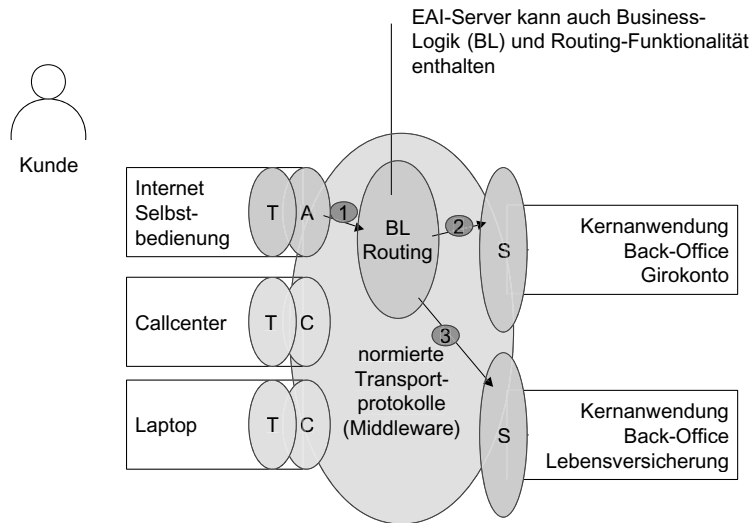 EAI-Server kann auch Business-
Logik (BL) und Routing-Funktionalität
enthalten
Kunde
Internet
Selbst-
bedienung
T
A
1
BL
Routing
2
S
Kernanwendung
Back-Office
Girokonto
Callcenter
T
C
3
normierte
Transport-
protokolle
(Middleware)
Laptop
T
C
S
Kernanwendung
Back-Office
Lebensversicherung